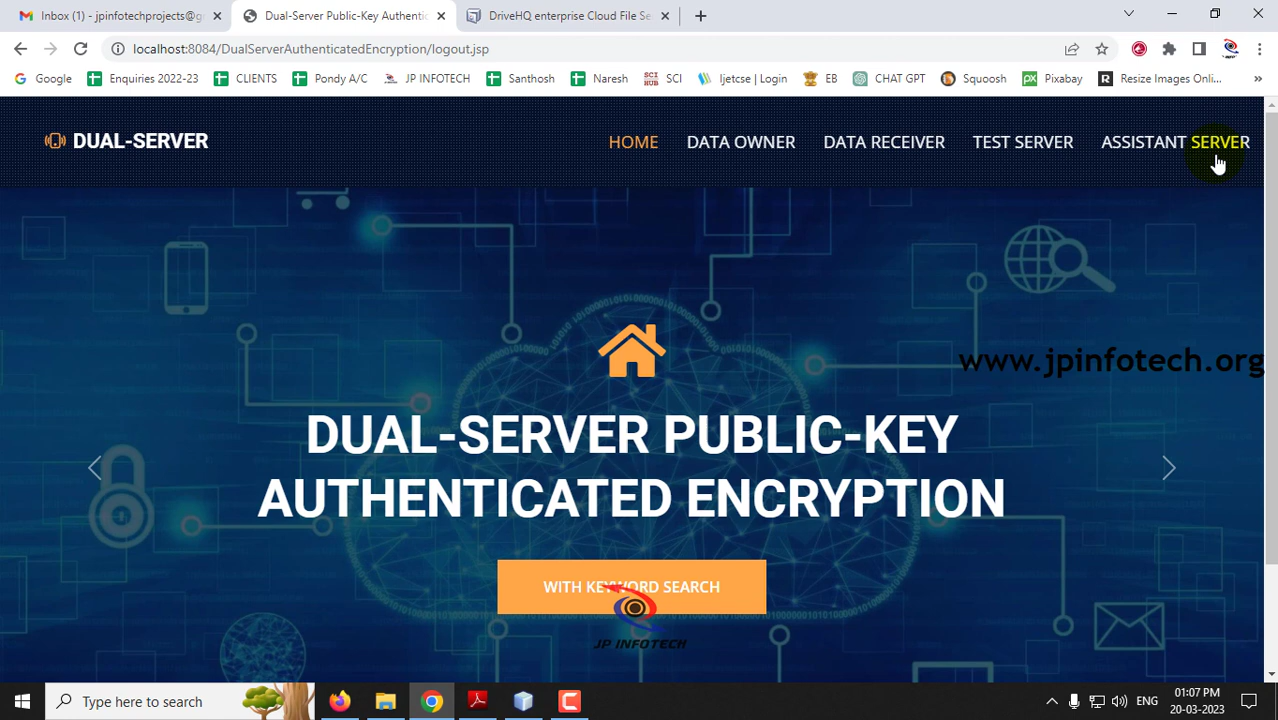 Inbox (1) - jpinfotechprojects@g
Dual-Server Public-Key Authentic
DriveHQ enterprise Cloud File Se
localhost:8084/DualServerAuthenticatedEncryption/logout.jsp
Google
Enquiries 2022-23
CLIENTS
Pondy A/C
JP INFOTECH
Santhosh
Naresh
SCI HUB
SCI
Ijetcse | Login
EB
CHAT GPT
Squoosh
px
Pixabay
R
Resize Images Onli...
DUAL-SERVER
HOME
DATA OWNER
DATA RECEIVER
TEST SERVER
ASSISTANT SERVER
www.jpinfotech.org
DUAL-SERVER PUBLIC-KEY
AUTHENTICATED ENCRYPTION
WITH KEYWORD SEARCH
JP INFOTECH
Type here to search
ENG
01:07 PM
20-03-2023